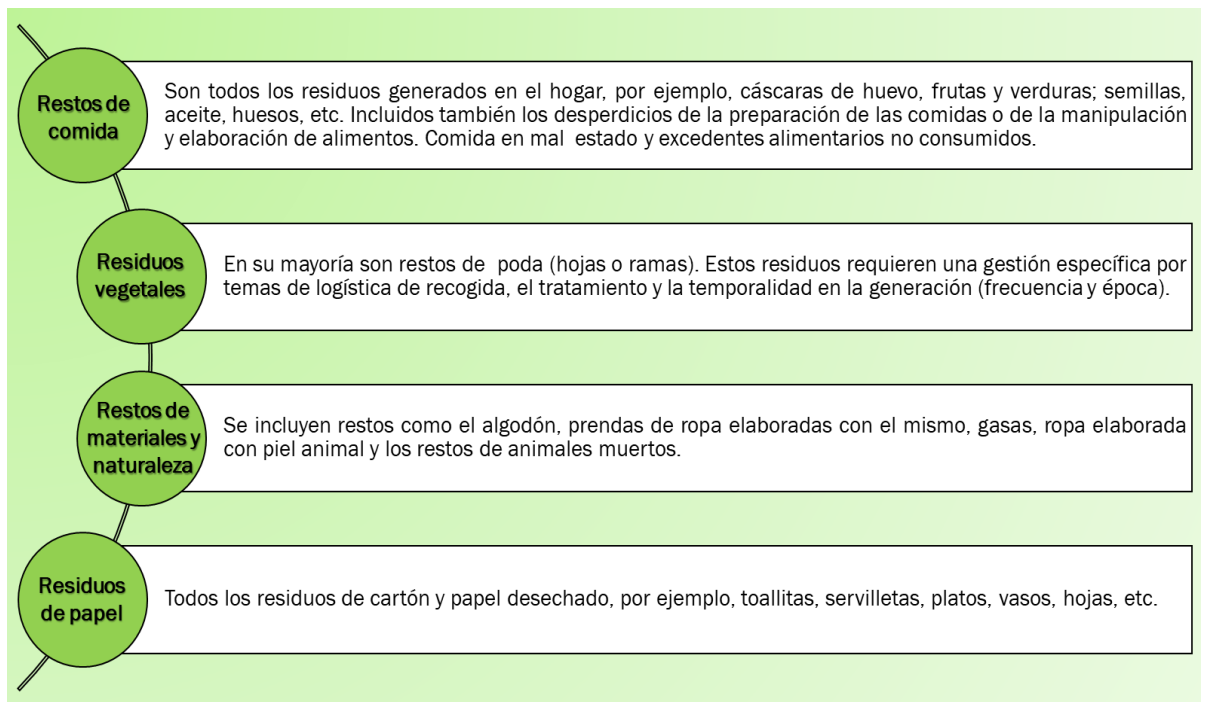 Restos de
comida
Son todos los residuos generados en el hogar, por ejemplo, cáscaras de huevo, frutas y verduras; semillas,
aceite, huesos, etc. Incluidos también los desperdicios de la preparación de las comidas o de la manipulación
y elaboración de alimentos. Comida en mal estado y excedentes alimentarios no consumidos.
Residuos
vegetales
En su mayoría son restos de poda (hojas o ramas). Estos residuos requieren una gestión específica por
temas de logística de recogida, el tratamiento y la temporalidad en la generación (frecuencia y época).
Restos de
materiales y
naturaleza
Se incluyen restos como el algodón, prendas de ropa elaboradas con el mismo, gasas, ropa elaborada
con piel animal y los restos de animales muertos.
Residuos
de papel
Todos los residuos de cartón y papel desechado, por ejemplo, toallitas, servilletas, platos, vasos, hojas, etc.